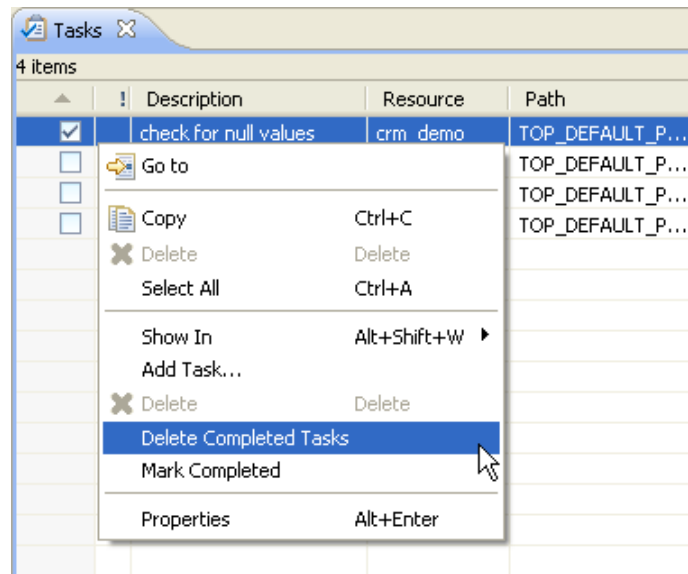 Tasks
4 items
! Description Resource Path
check for null values crm_demo TOP_DEFAULT_P...
Go to TOP_DEFAULT_P...
TOP_DEFAULT_P...
Copy Ctrl+C TOP_DEFAULT_P...
Delete Delete
Select All Ctrl+A
Show In Alt+Shift+W
Add Task...
Delete Delete
Delete Completed Tasks
Mark Completed
Properties Alt+Enter